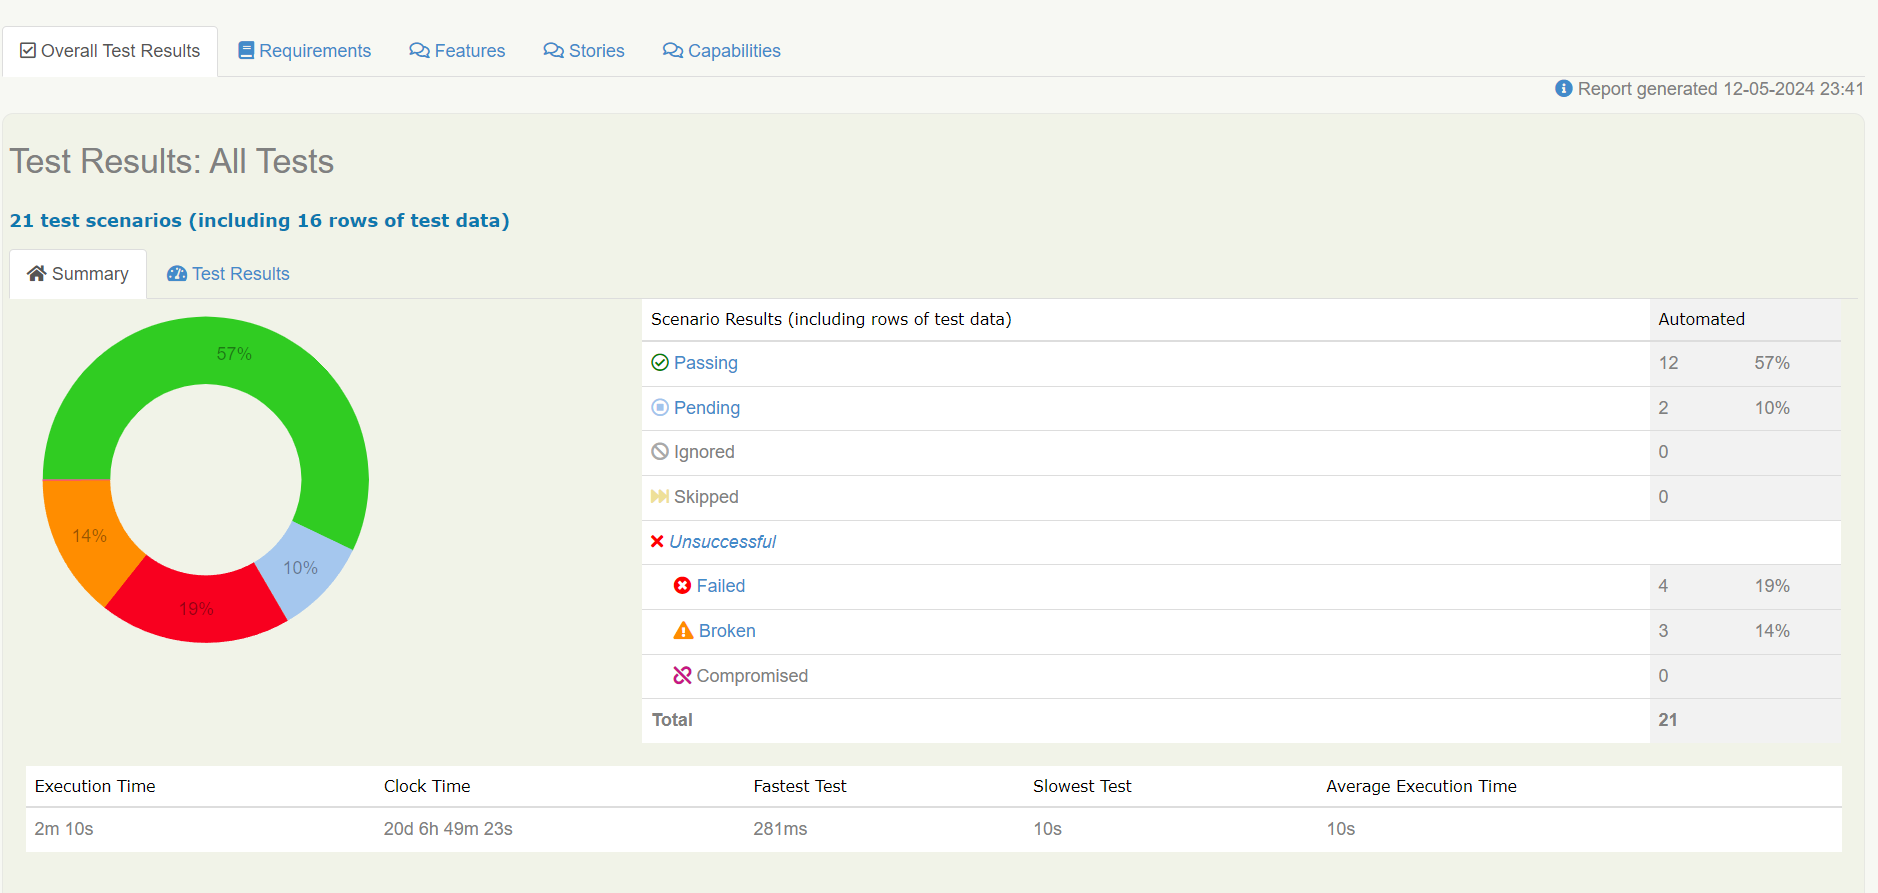 Overall Test Results Requirements Features Stories Capabilities
Report generated 12-05-2024 23:41
Test Results: All Tests
21 test scenarios (including 16 rows of test data)
Summary Test Results
57%
10%
19%
14%
Scenario Results (including rows of test data) Automated
Passing 12 57%
Pending 2 10%
Ignored 0
Skipped 0
Unsuccessful
Failed 4 19%
Broken 3 14%
Compromised 0
Total 21
Execution Time Clock Time Fastest Test Slowest Test Average Execution Time
2m 10s 20d 6h 49m 23s 281ms 10s 10s